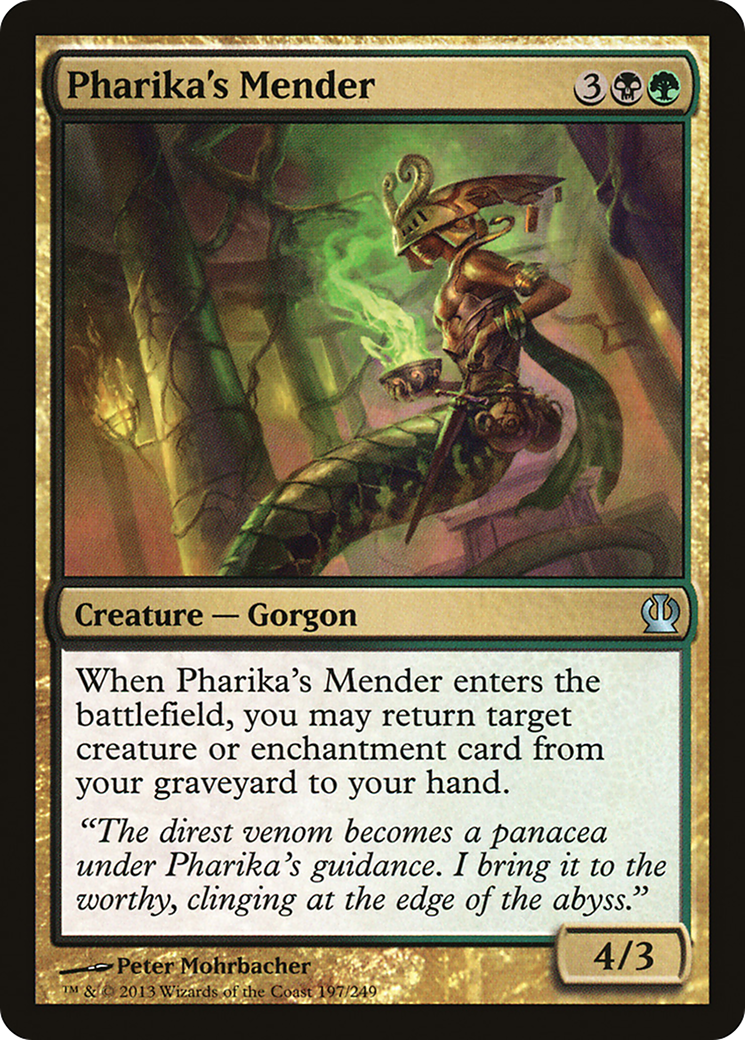 Pharika's Mender 3
Creature — Gorgon
When Pharika's Mender enters the
battlefield, you may return target
creature or enchantment card from
your graveyard to your hand.
"The direst venom becomes a panacea
under Pharika's guidance. I bring it to the
worthy, clinging at the edge of the abyss."
4/3
Peter Mohrbacher
™ & © 2013 Wizards of the Coast 197/249